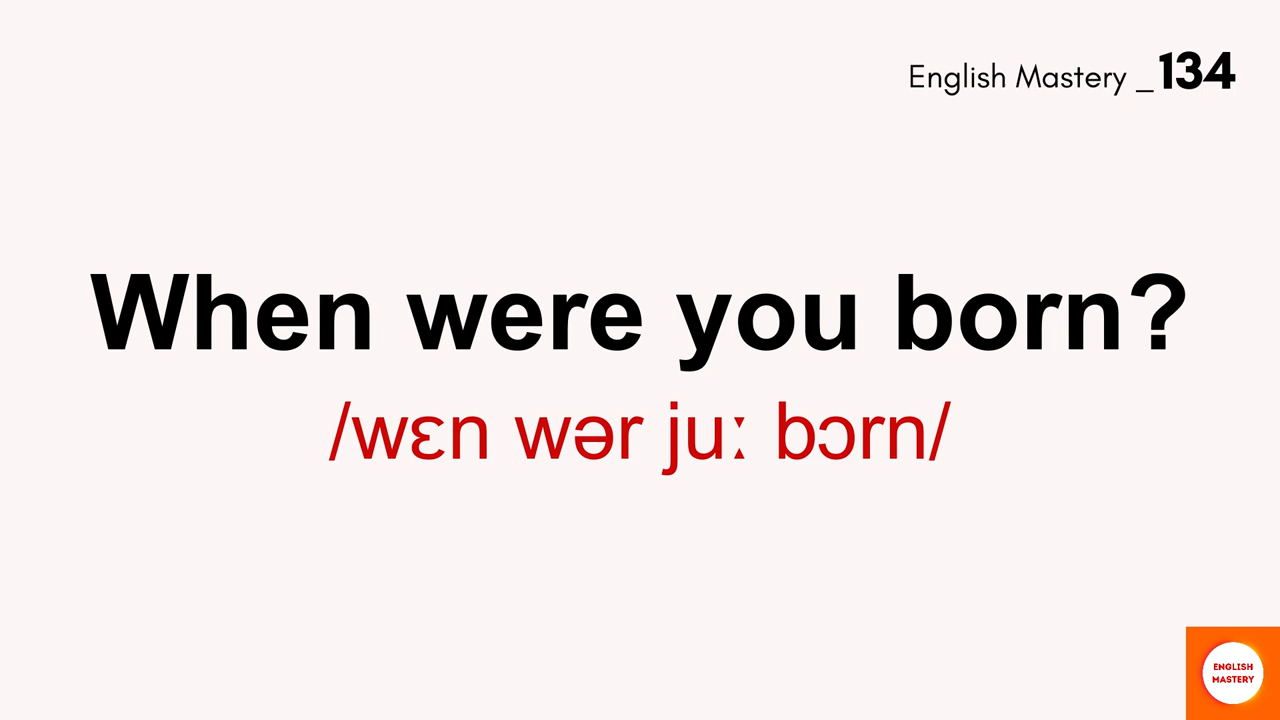 English Mastery _134
When were you born?
/wɛn wər juː bɔrn/
ENGLISH
MASTERY